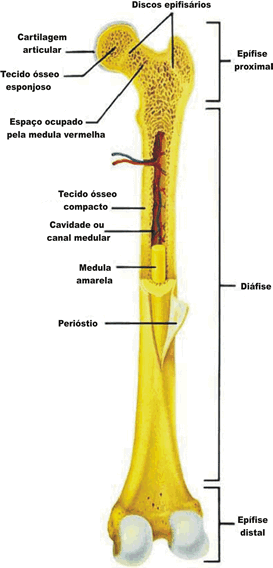 Discos epifisários
Cartilagem
articular
Tecido ósseo
esponjoso
Epífise
proximal
Espaço ocupado
pela medula vermelha
Tecido ósseo
compacto
Cavidade ou
canal medular
Medula
amarela
Diáfise
Perióstio
Epífise
distal